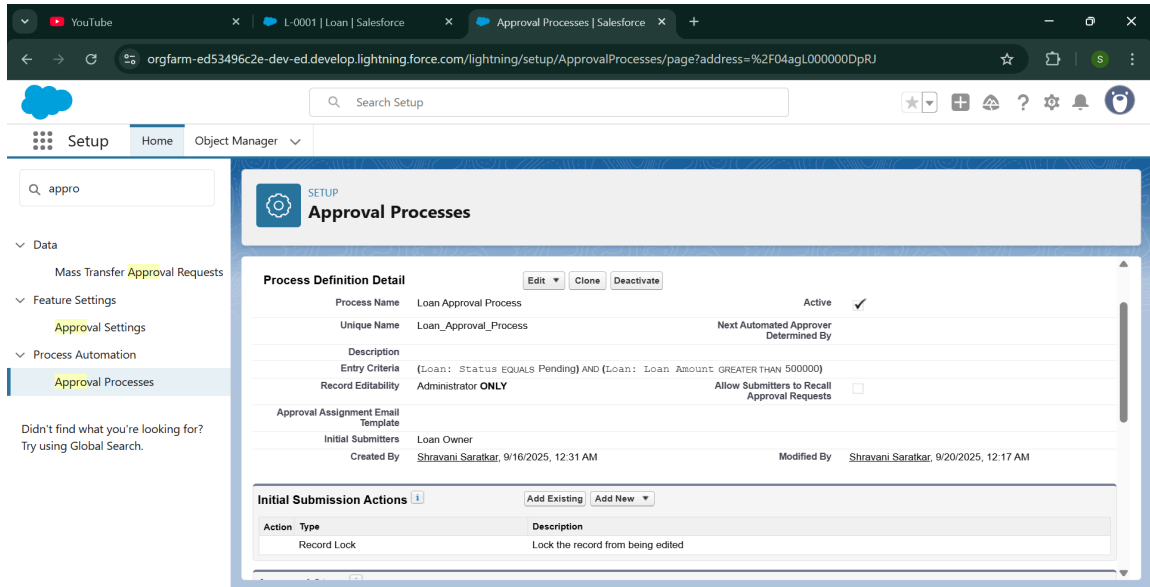 YouTube
L-0001 | Loan | Salesforce
Approval Processes | Salesforce
orgfarm-ed53496c2e-dev-ed.develop.lightning.force.com/lightning/setup/ApprovalProcesses/page?address=%2F04agL000000DpRJ
S
Search Setup
Setup
Home
Object Manager
appro
Data
Mass Transfer Approval Requests
Feature Settings
Approval Settings
Process Automation
Approval Processes
Didn't find what you're looking for?
Try using Global Search.
SETUP
Approval Processes
Process Definition Detail
Edit
Clone
Deactivate
Process Name Loan Approval Process
Active
Unique Name Loan_Approval_Process
Next Automated Approver
Determined By
Description
Entry Criteria (Loan: Status EQUALS Pending) AND (Loan: Loan Amount GREATER THAN 500000)
Record Editability Administrator ONLY
Allow Submitters to Recall
Approval Requests
Approval Assignment Email
Template
Initial Submitters Loan Owner
Created By Shravani Saratkar, 9/16/2025, 12:31 AM
Modified By Shravani Saratkar, 9/20/2025, 12:17 AM
Initial Submission Actions i
Add Existing
Add New
Action Type Description
Record Lock Lock the record from being edited